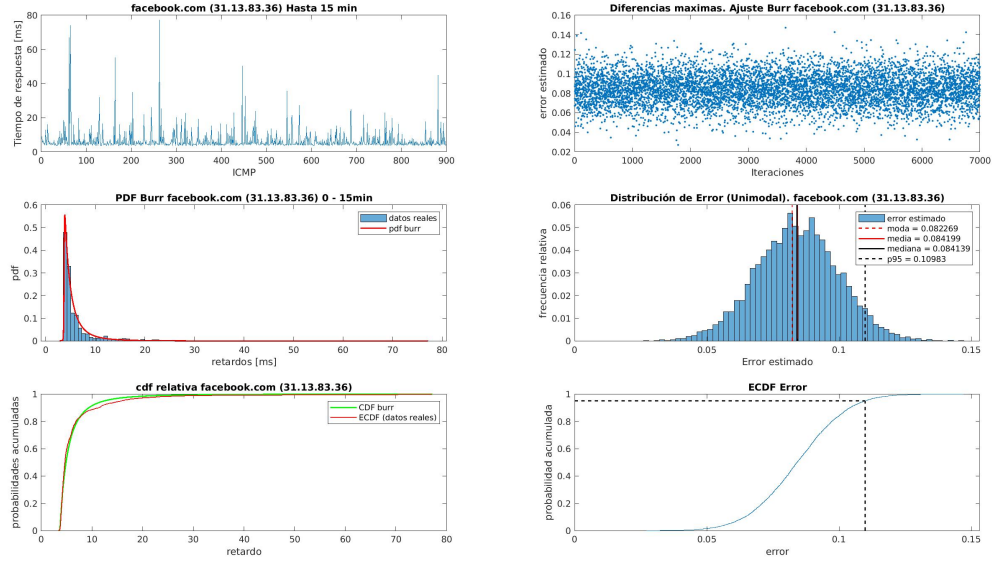 facebook.com (31.13.83.36) Hasta 15 min
Tiempo de respuesta [ms]
80
60
40
20
0
0 100 200 300 400 500 600 700 800 900
ICMP
Diferencias maximas. Ajuste Burr facebook.com (31.13.83.36)
error estimado
0.16
0.14
0.12
0.1
0.08
0.06
0.04
0.02
0 1000 2000 3000 4000 5000 6000 7000
Iteraciones
PDF Burr facebook.com (31.13.83.36) 0 - 15min
pdf
0.6
0.5
0.4
0.3
0.2
0.1
0
datos reales
pdf burr
0 10 20 30 40 50 60 70 80
retardos [ms]
Distribución de Error (Unimodal). facebook.com (31.13.83.36)
frecuencia relativa
0.06
0.05
0.04
0.03
0.02
0.01
0
error estimado
moda = 0.082269
media = 0.084199
mediana = 0.084139
p95 = 0.10983
0.05 0.1 0.15
Error estimado
cdf relativa facebook.com (31.13.83.36)
probabilidades acumuladas
1
0.8
0.6
0.4
0.2
0
CDF burr
ECDF (datos reales)
0 10 20 30 40 50 60 70 80
retardo
ECDF Error
probabilidad acumulada
1
0.8
0.6
0.4
0.2
0
0 0.05 0.1 0.15
error